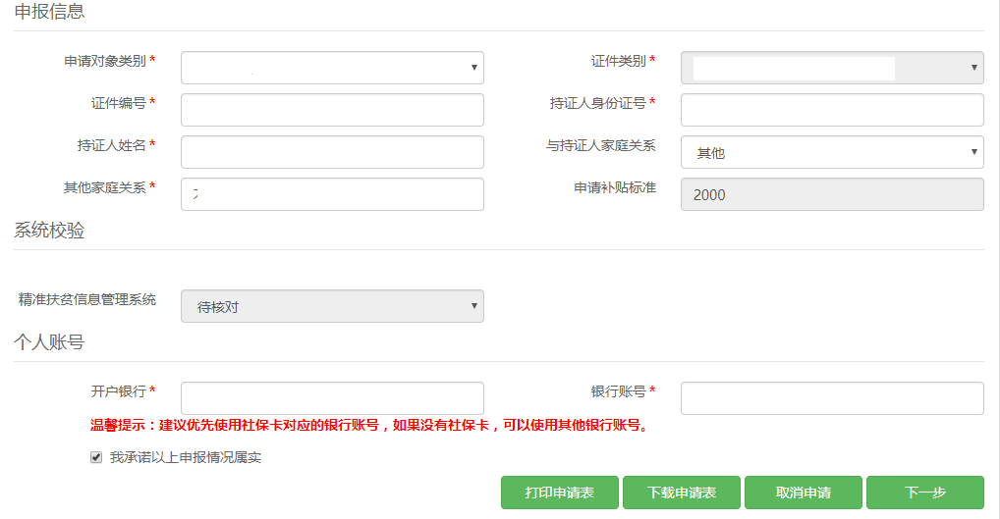 申报信息
申请对象类别* 证件类别*
证件编号* 持证人身份证号*
持证人姓名* 与持证人家庭关系 其他
其他家庭关系* 申请补贴标准 2000
系统校验
精准扶贫信息管理系统 待核对
个人账号
开户银行* 银行账号*
温馨提示：建议优先使用社保卡对应的银行账号，如果没有社保卡，可以使用其他银行账号。
我承诺以上申报情况属实
打印申请表 下载申请表 取消申请 下一步